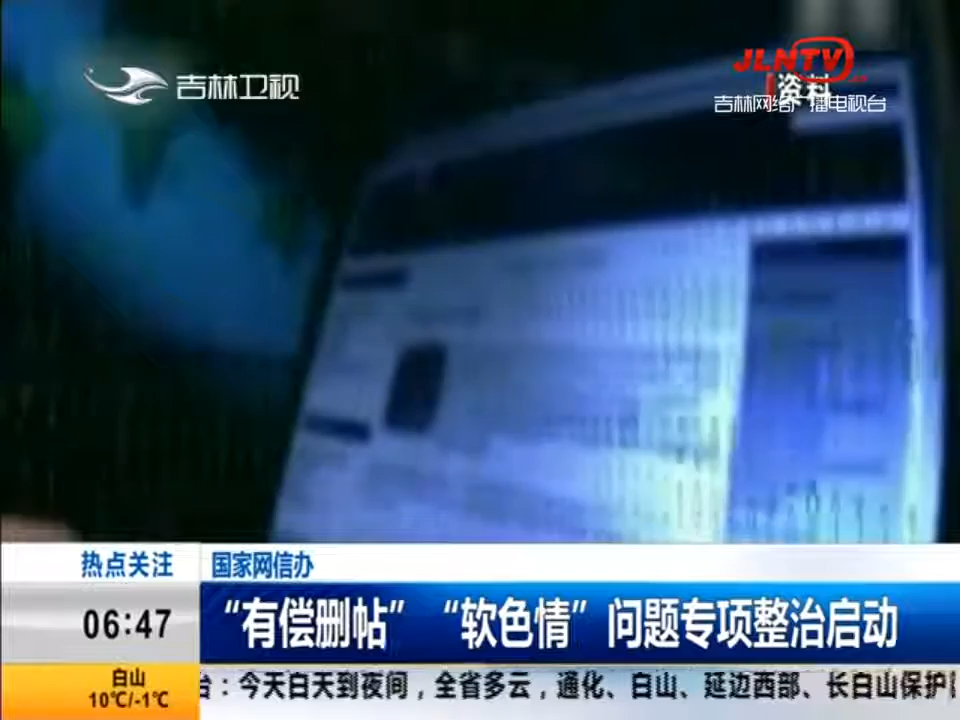 吉林卫视
JLNTV
资料
吉林网络广播电视台
热点关注
国家网信办
06:47
“有偿删帖”“软色情”问题专项整治启动
白山
10℃/-1℃
台：今天白天到夜间，全省多云，通化、白山、延边西部、长白山保护